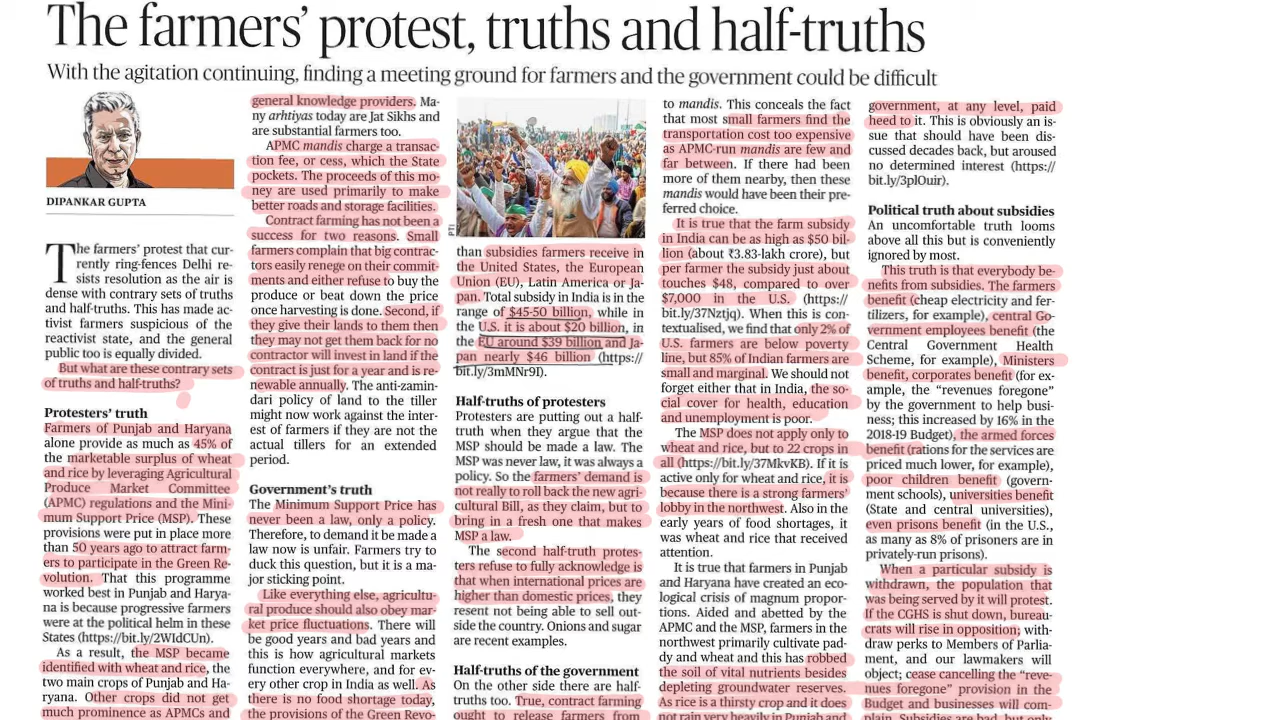 The farmers' protest, truths and half-truths
With the agitation continuing, finding a meeting ground for farmers and the government could be difficult
DIPANKAR GUPTA
The farmers' protest that cur-
rently ring-fences Delhi re-
sists resolution as the air is
dense with contrary sets of truths
and half-truths. This has made ac-
tivist farmers suspicious of the
reactivist state, and the general
public too is equally divided.
But what are these contrary sets
of truths and half-truths?
Protesters' truth
Farmers of Punjab and Haryana
alone provide as much as 45% of
the marketable surplus of wheat
and rice by leveraging Agricultural
Produce Market Committee
(APMC) regulations and the Mini-
mum Support Price (MSP). These
provisions were put in place more
than 50 years ago to attract farm-
ers to participate in the Green Re-
volution. That this programme
worked best in Punjab and Harya-
na is because progressive farmers
were at the political helm in these
States (https://bit.ly/2WIdCUn).
As a result, the MSP became
identified with wheat and rice, the
two main crops of Punjab and Ha-
ryana. Other crops did not get
much prominence as APMCs and
general knowledge providers. Ma-
ny arhtiyas today are Jat Sikhs and
are substantial farmers too.
APMC mandis charge a transac-
tion fee, or cess, which the State
pockets. The proceeds of this mo-
ney are used primarily to make
better roads and storage facilities.
Contract farming has not been a
success for two reasons. Small
farmers complain that big contrac-
tors easily renege on their commit-
ments and either refuse to buy the
produce or beat down the price
once harvesting is done. Second, if
they give their lands to them then
they may not get them back for no
contractor will invest in land if the
contract is just for a year and is re-
newable annually. The anti-zamin-
dari policy of land to the tiller
might now work against the inter-
est of farmers if they are not the
actual tillers for an extended
period.
Government's truth
The Minimum Support Price has
never been a law, only a policy.
Therefore, to demand it be made a
law now is unfair. Farmers try to
duck this question, but it is a ma-
jor sticking point.
Like everything else, agricultu-
ral produce should also obey mar-
ket price fluctuations. There will
be good years and bad years and
this is how agricultural markets
function everywhere, and for ev-
ery other crop in India as well. As
there is no food shortage today,
the provisions of the Green Revo-
PTI
than subsidies farmers receive in
the United States, the European
Union (EU), Latin America or Ja-
pan. Total subsidy in India is in the
range of $45-50 billion, while in
the U.S. it is about $20 billion, in
the EU around $39 billion and Ja-
pan nearly $46 billion (https://
bit.ly/3mMNr9I).
Half-truths of protesters
Protesters are putting out a half-
truth when they argue that the
MSP should be made a law. The
MSP was never law, it was always a
policy. So the farmers' demand is
not really to roll back the new agri-
cultural Bill, as they claim, but to
bring in a fresh one that makes
MSP a law.
The second half-truth protes-
ters refuse to fully acknowledge is
that when international prices are
higher than domestic prices, they
resent not being able to sell out-
side the country. Onions and sugar
are recent examples.
Half-truths of the government
On the other side there are half-
truths too. True, contract farming
ought to release farmers from
to mandis. This conceals the fact
that most small farmers find the
transportation cost too expensive
as APMC-run mandis are few and
far between. If there had been
more of them nearby, then these
mandis would have been their pre-
ferred choice.
It is true that the farm subsidy
in India can be as high as $50 bil-
lion (about ₹3.83-lakh crore), but
per farmer the subsidy just about
touches $48, compared to over
$7,000 in the U.S. (https://
bit.ly/37Nztjq). When this is con-
textualised, we find that only 2% of
U.S. farmers are below poverty
line, but 85% of Indian farmers are
small and marginal. We should not
forget either that in India, the so-
cial cover for health, education
and unemployment is poor.
The MSP does not apply only to
wheat and rice, but to 22 crops in
all (https://bit.ly/37MkvKB). If it is
active only for wheat and rice, it is
because there is a strong farmers'
lobby in the northwest. Also in the
early years of food shortages, it
was wheat and rice that received
attention.
It is true that farmers in Punjab
and Haryana have created an eco-
logical crisis of magnum propor-
tions. Aided and abetted by the
APMC and the MSP, farmers in the
northwest primarily cultivate pad-
dy and wheat and this has robbed
the soil of vital nutrients besides
depleting groundwater reserves.
As rice is a thirsty crop and it does
not rain very heavily in Punjab and
government, at any level, paid
heed to it. This is obviously an is-
sue that should have been dis-
cussed decades back, but aroused
no determined interest (https://
bit.ly/3plOuir).
Political truth about subsidies
An uncomfortable truth looms
above all this but is conveniently
ignored by most.
This truth is that everybody be-
nefits from subsidies. The farmers
benefit (cheap electricity and fer-
tilizers, for example), central Go-
vernment employees benefit (the
Central Government Health
Scheme, for example), Ministers
benefit, corporates benefit (for ex-
ample, the "revenues foregone"
by the government to help busi-
ness; this increased by 16% in the
2018-19 Budget), the armed forces
benefit (rations for the services are
priced much lower, for example),
poor children benefit (govern-
ment schools), universities benefit
(State and central universities),
even prisons benefit (in the U.S.,
as many as 8% of prisoners are in
privately-run prisons).
When a particular subsidy is
withdrawn, the population that
was being served by it will protest.
If the CGHS is shut down, bureau-
crats will rise in opposition; with-
draw perks to Members of Parlia-
ment, and our lawmakers will
object; cease cancelling the "reve-
nues foregone" provision in the
Budget and businesses will com-
plain. Subsidies are bad, but only